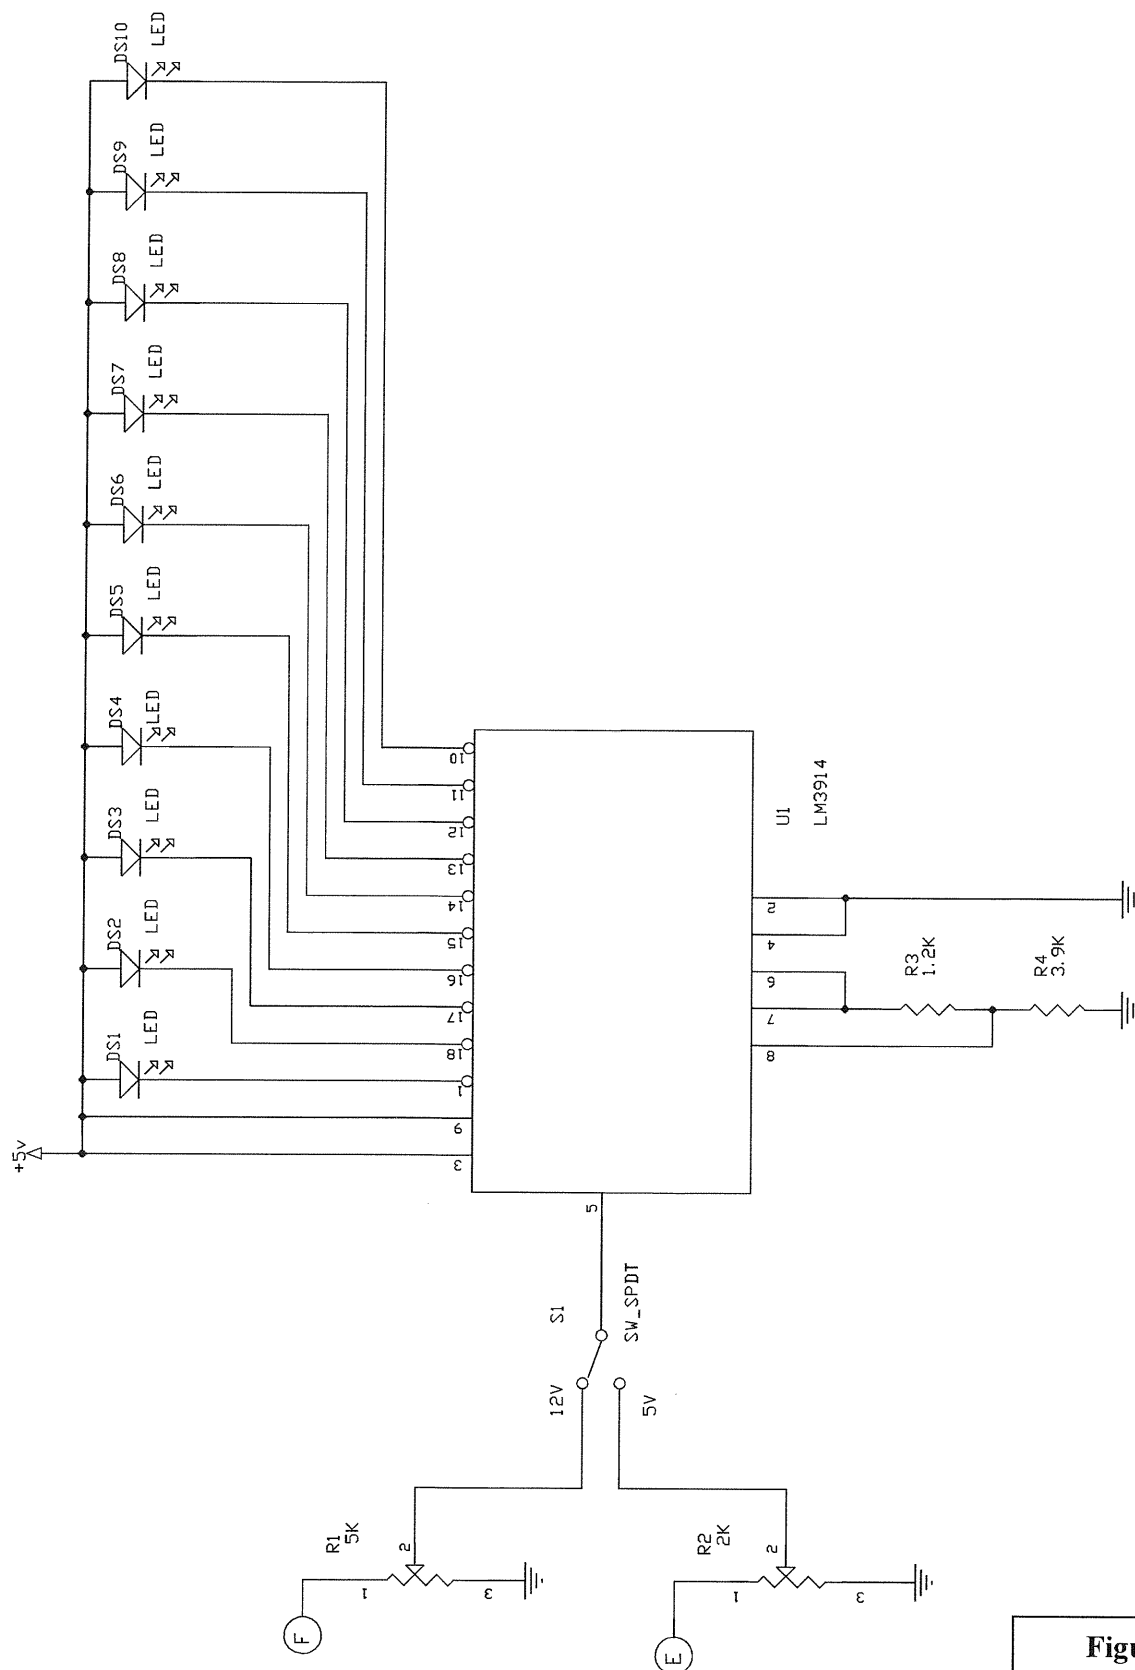 DS10
LED
DS9
LED
DS8
LED
DS7
LED
DS6
LED
DS5
LED
DS4
LED
DS3
LED
DS2
LED
DS1
LED
+5v
10
11
12
13
14
15
16
17
18
1
9
3
5
2
4
6
7
8
U1
LM3914
R3
1.2K
R4
3.9K
S1
SW_SPDT
12V
5V
R1
5K
1
2
3
F
R2
2K
1
2
3
E